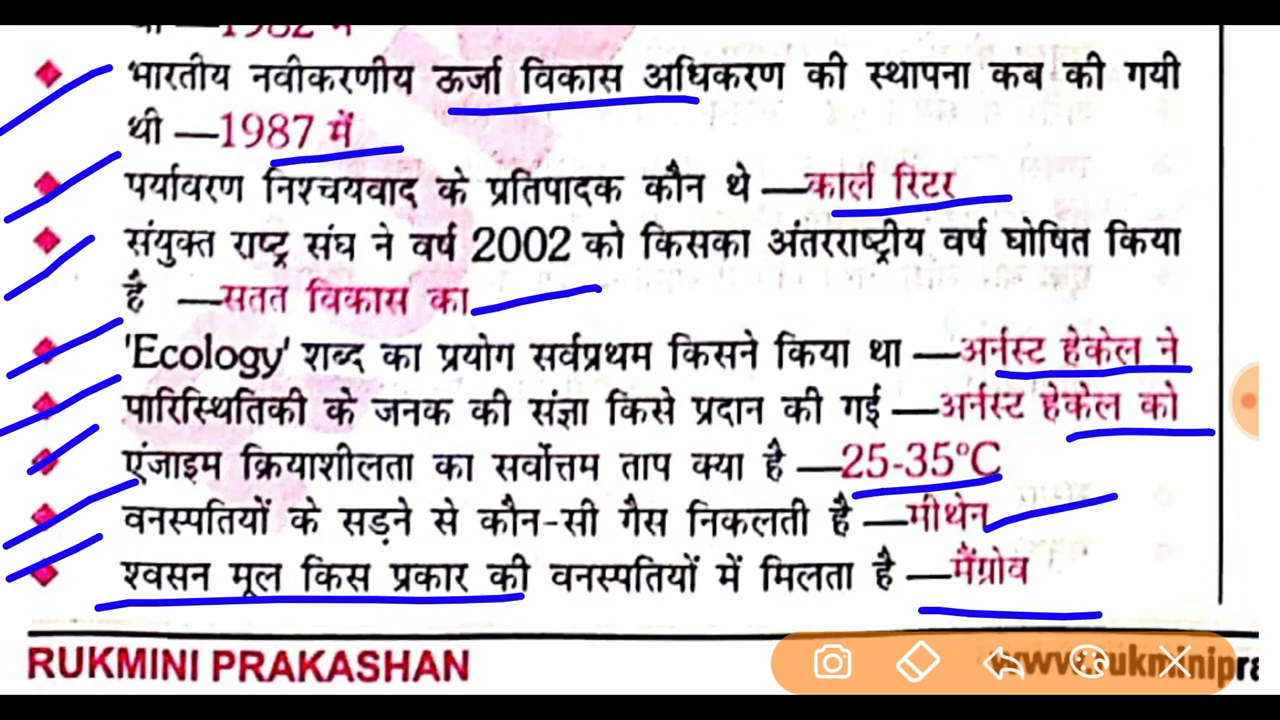 थी —1982 में
भारतीय नवीकरणीय ऊर्जा विकास अधिकरण की स्थापना कब की गयी
थी —1987 में
पर्यावरण निश्चयवाद के प्रतिपादक कौन थे —कार्ल रिटर
संयुक्त राष्ट्र संघ ने वर्ष 2002 को किसका अंतरराष्ट्रीय वर्ष घोषित किया
है —सतत विकास का
'Ecology' शब्द का प्रयोग सर्वप्रथम किसने किया था —अर्नस्ट हेकेल ने
पारिस्थितिकी के जनक की संज्ञा किसे प्रदान की गई —अर्नस्ट हेकेल को
एंजाइम क्रियाशीलता का सर्वोत्तम ताप क्या है —25-35°C
वनस्पतियों के सड़ने से कौन-सी गैस निकलती है —मीथेन
श्वसन मूल किस प्रकार की वनस्पतियों में मिलता है —मैंग्रोव
RUKMINI PRAKASHAN